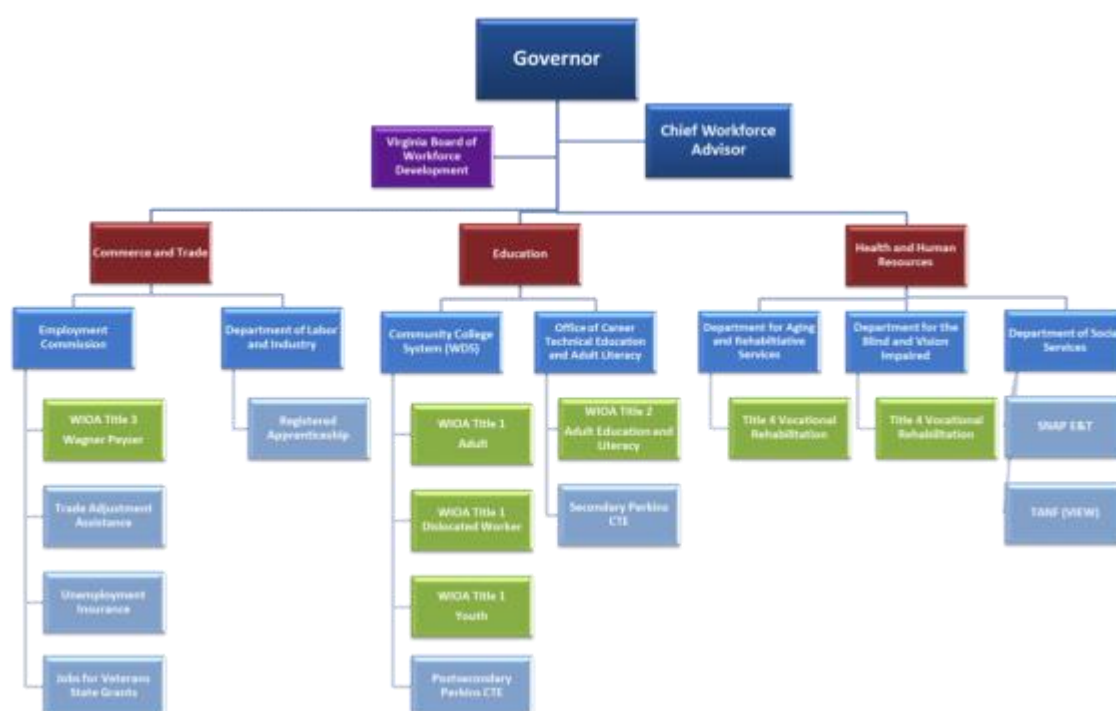 Governor
Chief Workforce
Advisor
Virginia Board of
Workforce
Development
Commerce and Trade
Education
Health and Human
Resources
Employment
Commission
Department of Labor
and Industry
Community College
System (WDS)
Office of Career
Technical Education
and Adult Literacy
Department for Aging
and Rehabilitative
Services
Department for the
Blind and Vision
Impaired
Department of Social
Services
WIOA Title 3
Wagner Peyser
Registered
Apprenticeship
WIOA Title 1
Adult
WIOA Title 2
Adult Education and
Literacy
Title 4 Vocational
Rehabilitation
Title 4 Vocational
Rehabilitation
SNAP E&T
Trade Adjustment
Assistance
WIOA Title 1
Dislocated Worker
Secondary Perkins
CTE
TANF (VIEW)
Unemployment
Insurance
WIOA Title 1
Youth
Jobs for Veterans
State Grants
Postsecondary
Perkins CTE